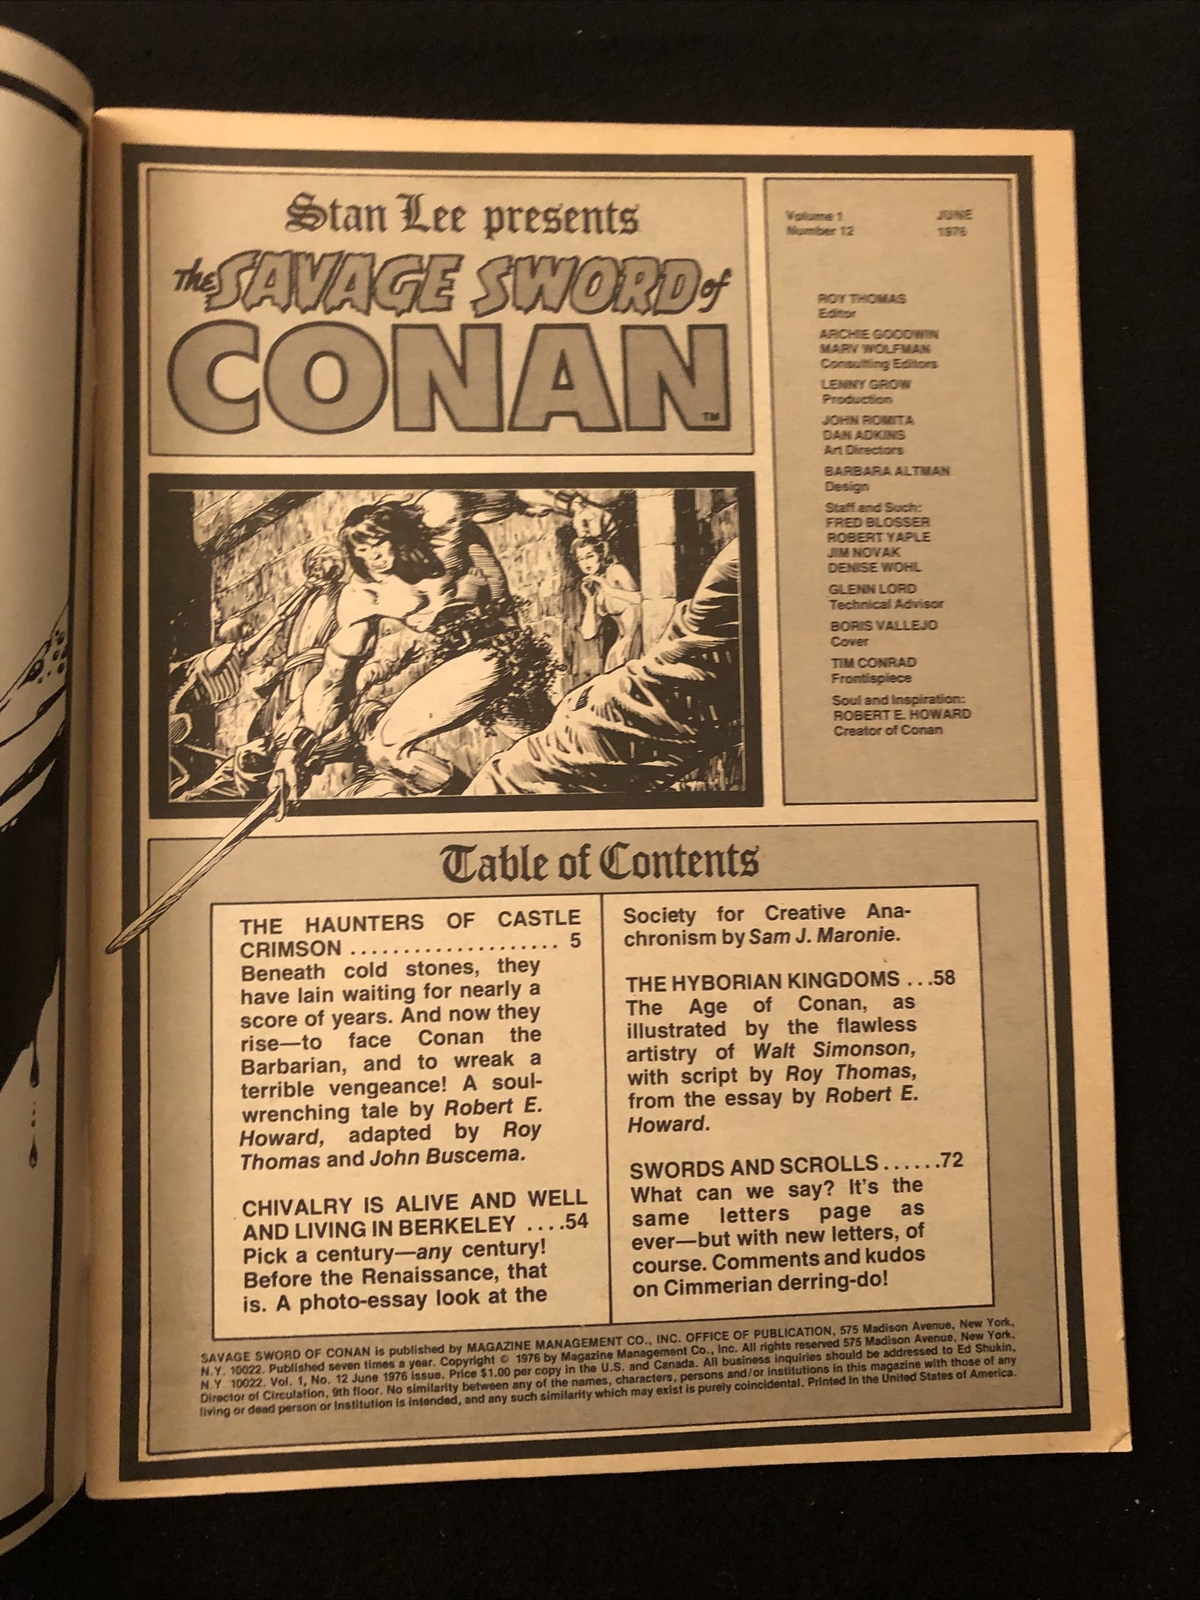 Stan Lee presents
The SAVAGE SWORD of
CONAN™
Volume 1 JUNE
Number 12 1976
ROY THOMAS
Editor
ARCHIE GOODWIN
MARV WOLFMAN
Consulting Editors
LENNY GROW
Production
JOHN ROMITA
DAN ADKINS
Art Directors
BARBARA ALTMAN
Design
Staff and Such:
FRED BLOSSER
ROBERT YAPLE
JIM NOVAK
DENISE WOHL
GLENN LORD
Technical Advisor
BORIS VALLEJO
Cover
TIM CONRAD
Frontispiece
Soul and Inspiration:
ROBERT E. HOWARD
Creator of Conan
Table of Contents
THE HAUNTERS OF CASTLE
CRIMSON .................... 5
Beneath cold stones, they
have lain waiting for nearly a
score of years. And now they
rise—to face Conan the
Barbarian, and to wreak a
terrible vengeance! A soul-
wrenching tale by Robert E.
Howard, adapted by Roy
Thomas and John Buscema.
CHIVALRY IS ALIVE AND WELL
AND LIVING IN BERKELEY ....54
Pick a century—any century!
Before the Renaissance, that
is. A photo-essay look at the
Society for Creative Ana-
chronism by Sam J. Maronie.
THE HYBORIAN KINGDOMS ...58
The Age of Conan, as
illustrated by the flawless
artistry of Walt Simonson,
with script by Roy Thomas,
from the essay by Robert E.
Howard.
SWORDS AND SCROLLS ......72
What can we say? It's the
same letters page as
ever—but with new letters, of
course. Comments and kudos
on Cimmerian derring-do!
SAVAGE SWORD OF CONAN is published by MAGAZINE MANAGEMENT CO., INC. OFFICE OF PUBLICATION, 575 Madison Avenue, New York,
N.Y. 10022. Published seven times a year. Copyright © 1976 by Magazine Management Co., Inc. All rights reserved 575 Madison Avenue, New York,
N.Y. 10022. Vol. 1, No. 12 June 1976 issue. Price $1.00 per copy in the U.S. and Canada. All business inquiries should be addressed to Ed Shukin,
Director of Circulation, 9th floor. No similarity between any of the names, characters, persons and/or institutions in this magazine with those of any
living or dead person or institution is intended, and any such similarity which may exist is purely coincidental. Printed in the United States of America.